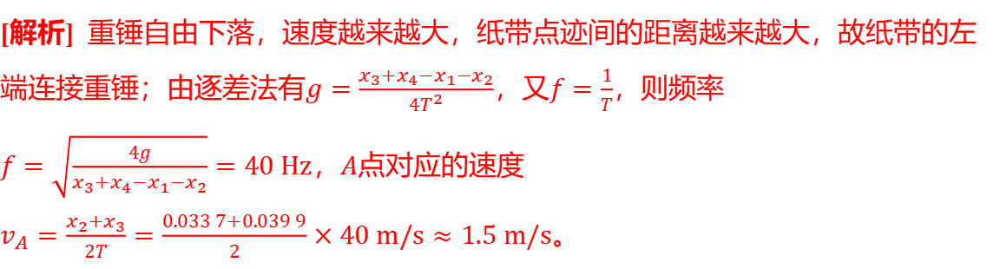 [解析] 重锤自由下落，速度越来越大，纸带点迹间的距离越来越大，故纸带的左
端连接重锤；由逐差法有$g=\frac{x_3+x_4-x_1-x_2}{4T^2}$，又$f=\frac{1}{T}$，则频率
$f=\sqrt{\frac{4g}{x_3+x_4-x_1-x_2}}=40\ \mathrm{Hz}$，$A$点对应的速度
$v_A=\frac{x_2+x_3}{2T}=\frac{0.033\ 7+0.039\ 9}{2}\times 40\ \mathrm{m/s}\approx 1.5\ \mathrm{m/s}$。